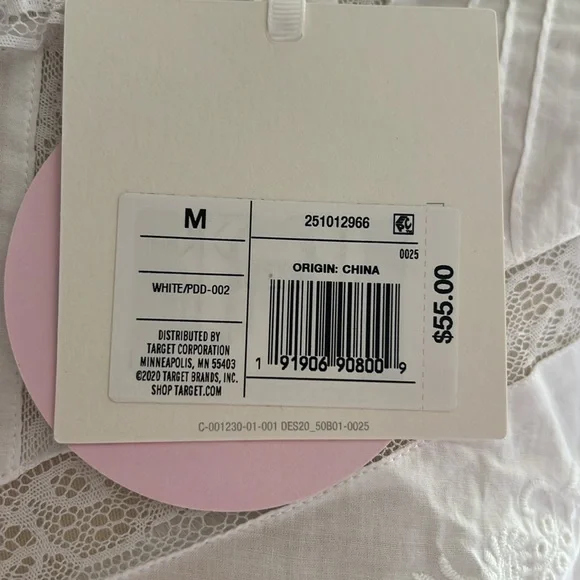 M
251012966
0025
ORIGIN: CHINA
WHITE/PDD-002
DISTRIBUTED BY
TARGET CORPORATION
MINNEAPOLIS, MN 55403
©2020 TARGET BRANDS, INC.
SHOP TARGET.COM
1 91906 90800 9
$55.00
C-001230-01-001 DES20_50B01-0025